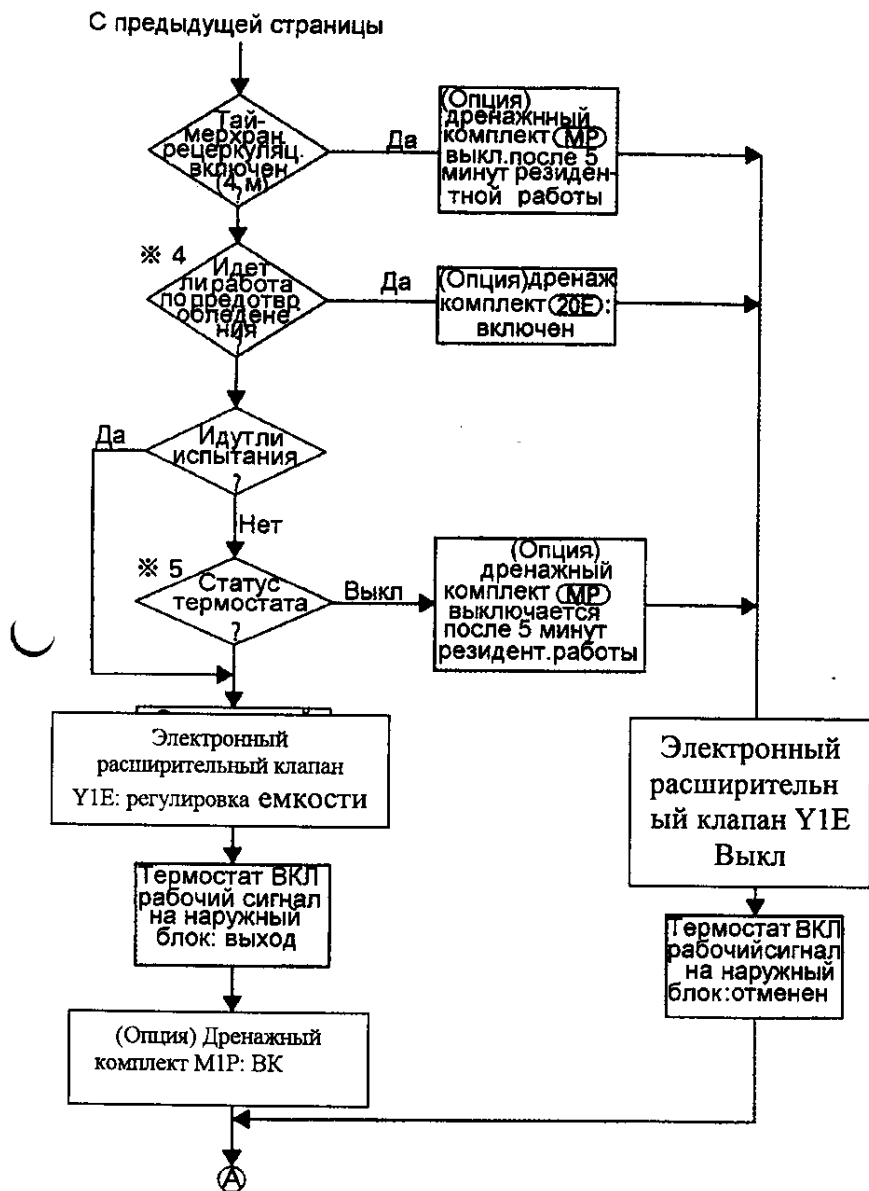 С предыдущей страницы
Тай-
мерхран.
рецеркуляц.
включен
(4 м)
?
Да
(Опция)
дренажнный
комплект (MP)
выкл.после 5
минут резиден-
тной работы
※ 4
Идет
ли работа
по предотвр.
обледене
ния
?
Да
(Опция)дренаж
комплект(20E):
включен
Да
Идутли
испытания
?
Нет
※ 5
Статус
термостата
?
Выкл
(Опция)
дренажный
комплект (MP)
выключается
после 5 минут
резидент.работы
Электронный
расширительный клапан
Y1E: регулировка емкости
Электронный
расширительн
ый клапан Y1E
Выкл
Термостат ВКЛ
рабочий сигнал
на наружный
блок: выход
Термостат ВКЛ
рабочийсигнал
на наружный
блок:отменен
(Опция) Дренажный
комплект M1P: ВК
A